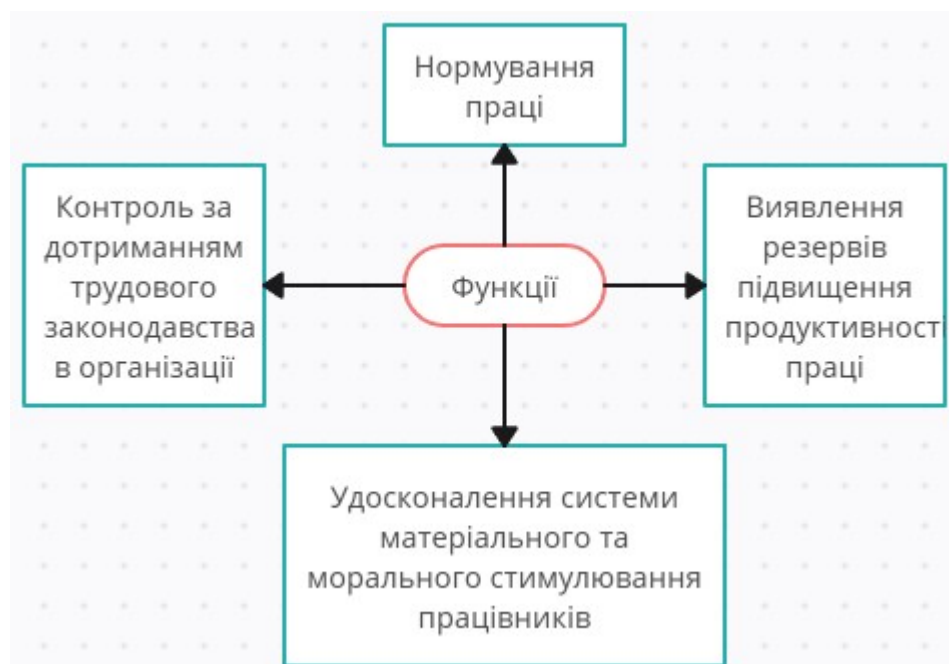 Нормування
праці
Контроль за
дотриманням
трудового
законодавства
в організації
Функції
Виявлення
резервів
підвищення
продуктивності
праці
Удосконалення системи
матеріального та
морального стимулювання
працівників